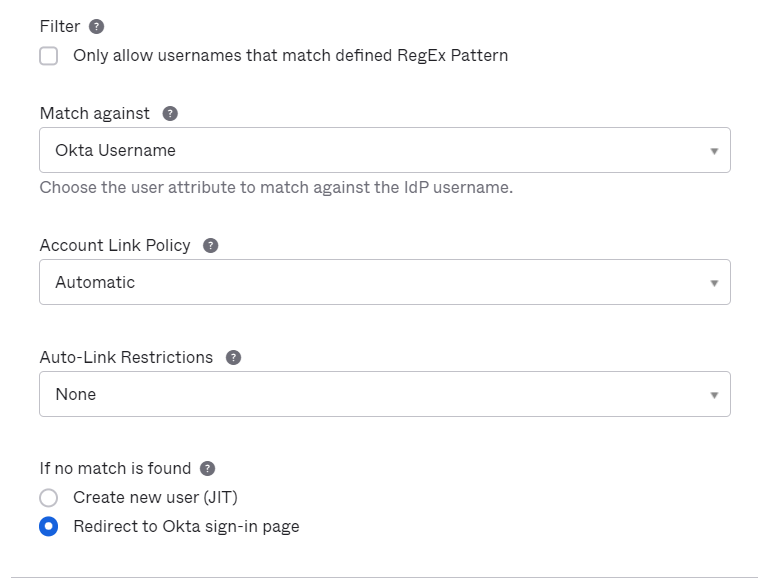 Filter ?
Only allow usernames that match defined RegEx Pattern
Match against ?
Okta Username
Choose the user attribute to match against the IdP username.
Account Link Policy ?
Automatic
Auto-Link Restrictions ?
None
If no match is found ?
Create new user (JIT)
Redirect to Okta sign-in page